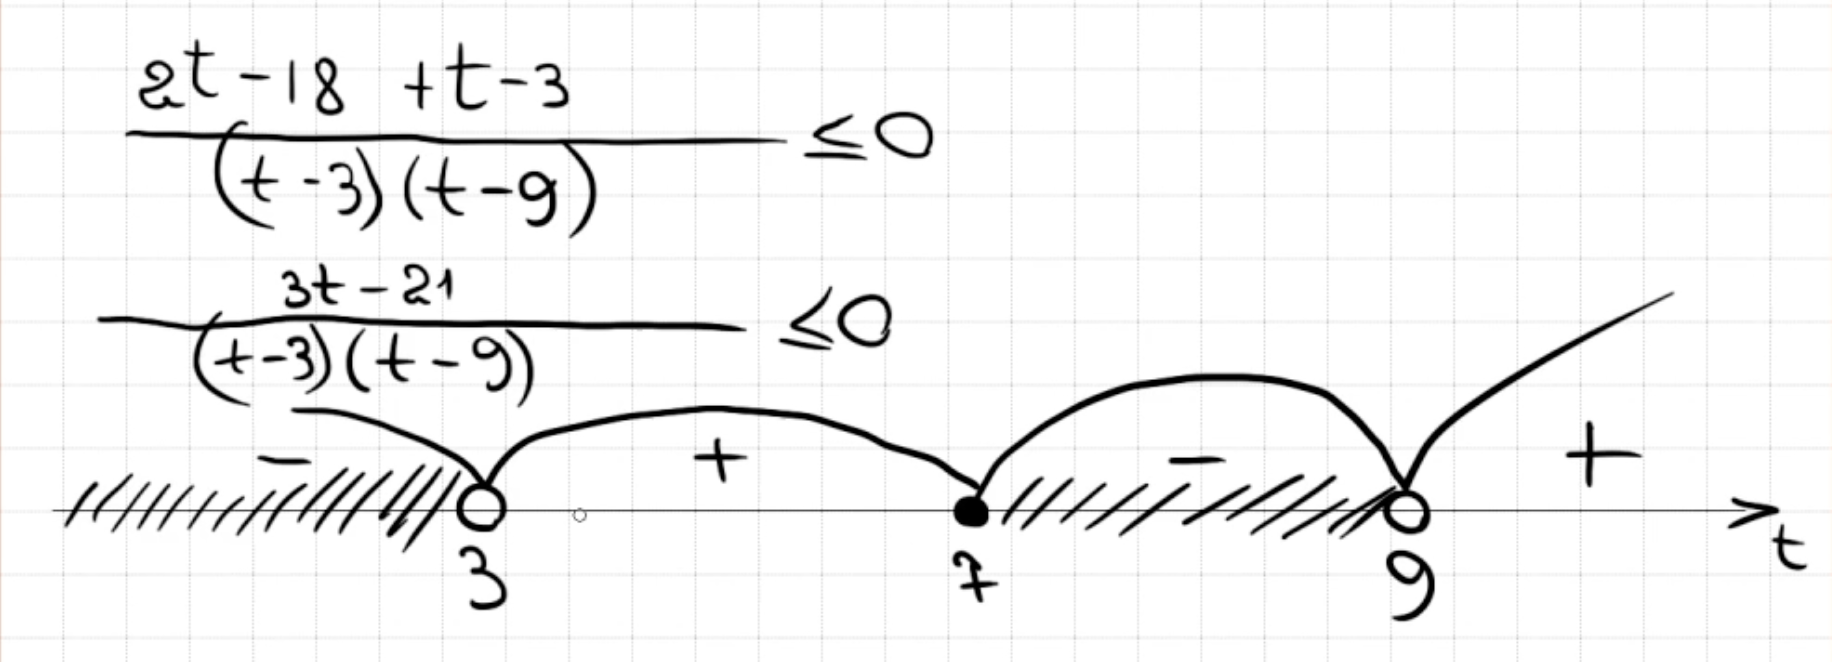 2t-18 +t-3
(t-3)(t-9) ≤0
3t-21
(t-3)(t-9) ≤0
- + - +
3 7 9 t